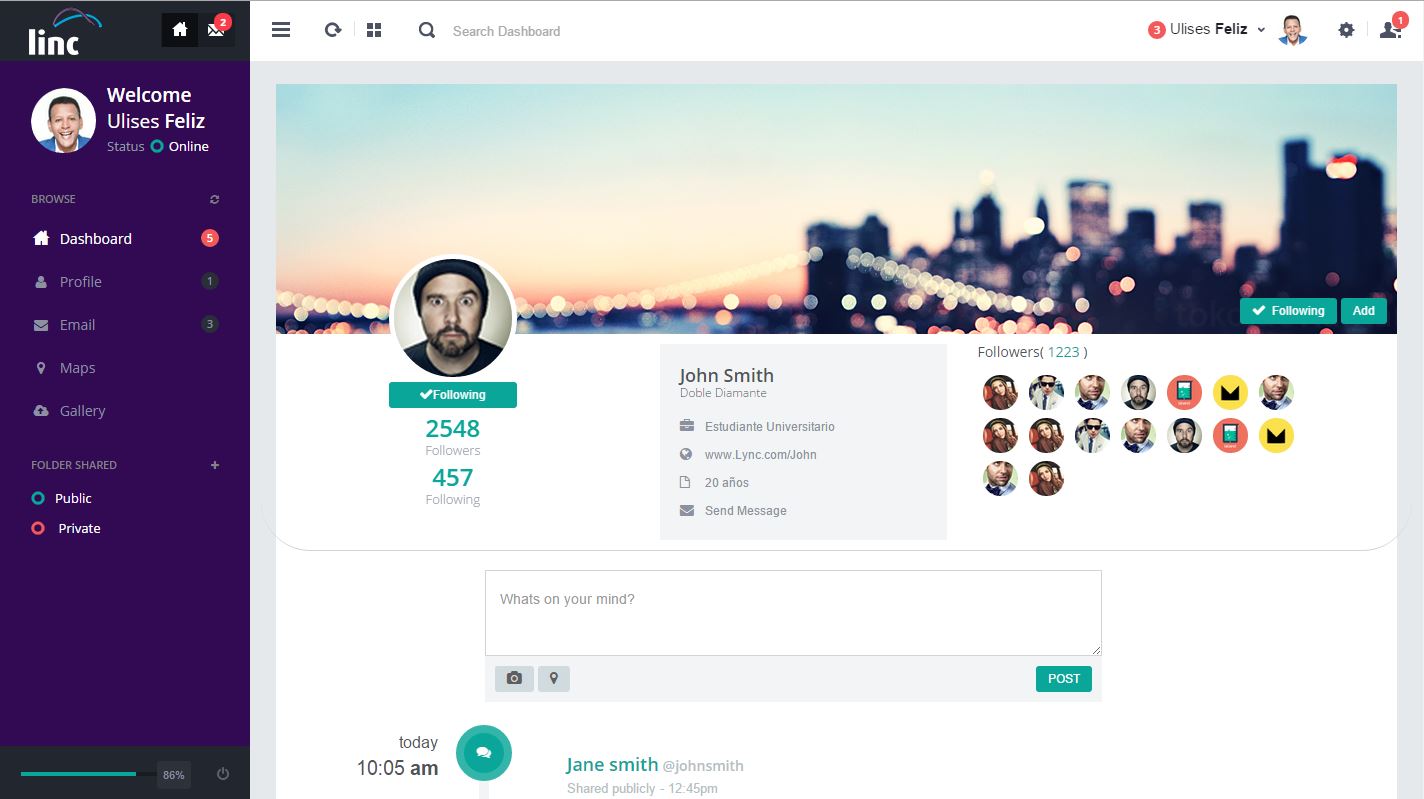 linc
2
Search Dashboard
3 Ulises Feliz
1
Welcome
Ulises Feliz
Status Online
BROWSE
Dashboard 5
Profile 1
Email 3
Maps
Gallery
FOLDER SHARED +
Public
Private
86%
Following Add
Following
2548
Followers
457
Following
John Smith
Doble Diamante
Estudiante Universitario
www.Lync.com/John
20 años
Send Message
Followers( 1223 )
Whats on your mind?
POST
today
10:05 am
Jane smith @johnsmith
Shared publicly - 12:45pm